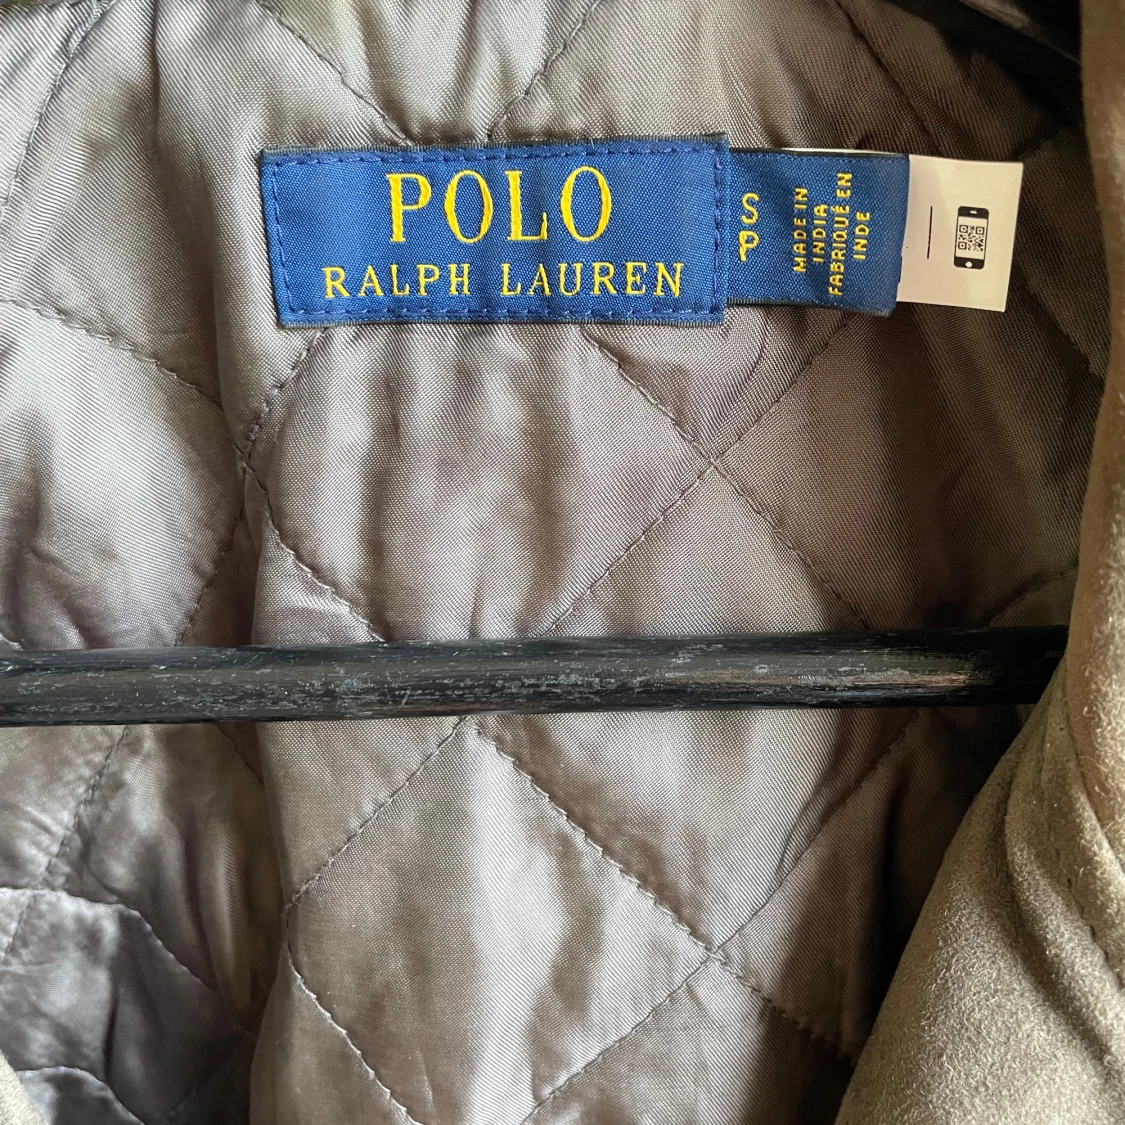 POLO
RALPH LAUREN
S
P
MADE IN
INDIA
FABRIQUÉ EN
INDE